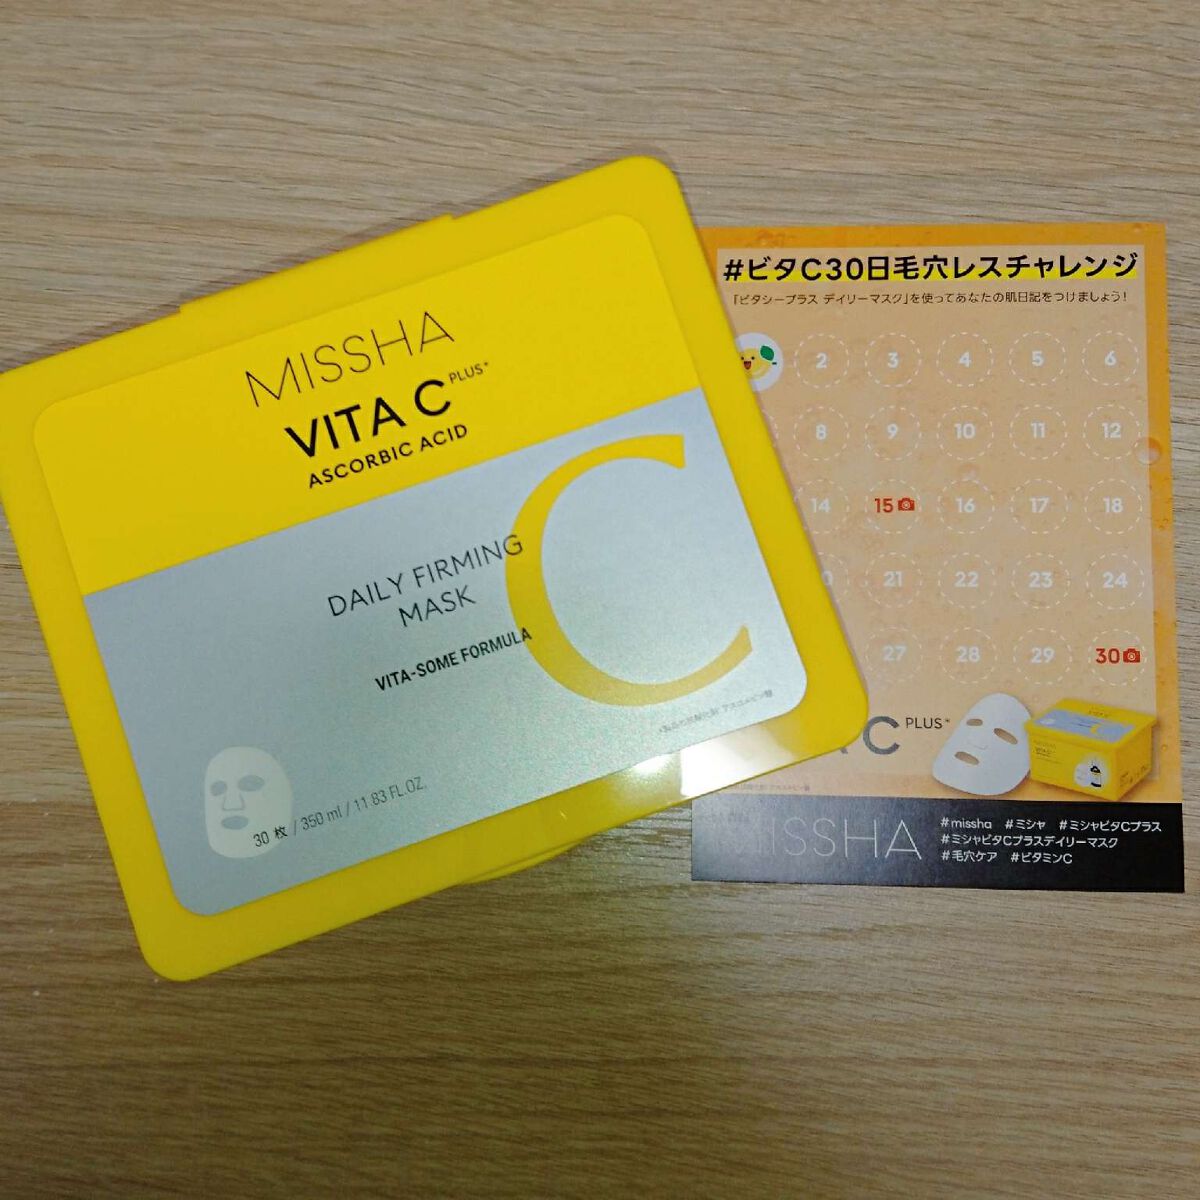 MISSHA
VITA C PLUS*
ASCORBIC ACID
DAILY FIRMING
MASK
VITA-SOME FORMULA
30 枚 / 350 ml / 11.83 FL.OZ.
#ビタC30日毛穴レスチャレンジ
「ビタシープラス デイリーマスク」を使ってあなたの肌日記をつけましょう!
2 3 4 5 6
8 9 10 11 12
14 15 16 17 18
21 22 23 24
27 28 29 30
C PLUS*
MISSHA
VITA C
MISSHA
#missha #ミシャ #ミシャビタCプラス
#ミシャビタCプラスデイリーマスク
#毛穴ケア #ビタミンC